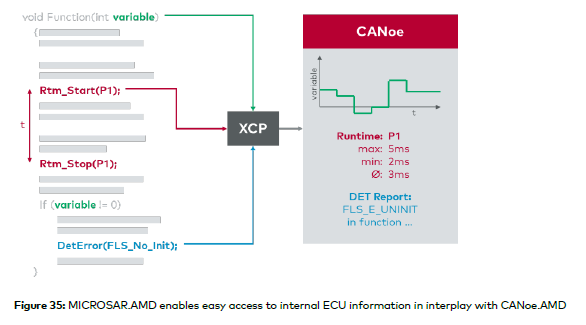 void Function(int variable)
{
Rtm_Start(P1);
t
Rtm_Stop(P1);
If (variable != 0)
DetError(FLS_No_Init);
}
XCP
CANoe
variable
t
Runtime: P1
max: 5ms
min: 2ms
Ø: 3ms
DET Report:
FLS_E_UNINIT
in function ...
Figure 35: MICROSAR.AMD enables easy access to internal ECU information in interplay with CANoe.AMD